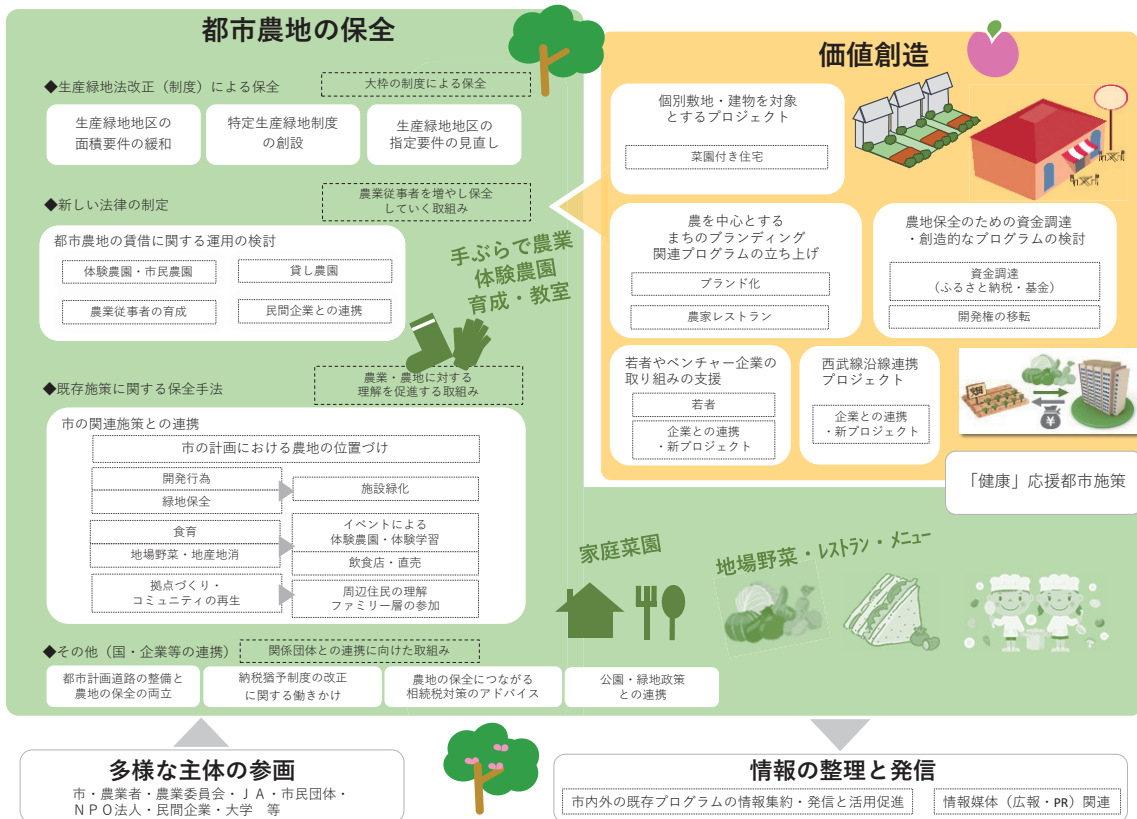 都市農地の保全
◆生産緑地法改正（制度）による保全
大枠の制度による保全
生産緑地地区の
面積要件の緩和
特定生産緑地制度
の創設
生産緑地地区の
指定要件の見直し
◆新しい法律の制定
農業従事者を増やし保全
していく取組み
都市農地の賃借に関する運用の検討
体験農園・市民農園
貸し農園
農業従事者の育成
民間企業との連携
手ぶらで農業
体験農園
育成・教室
◆既存施策に関する保全手法
農業・農地に対する
理解を促進する取組み
市の関連施策との連携
市の計画における農地の位置づけ
開発行為
緑地保全
施設緑化
食育
地場野菜・地産地消
イベントによる
体験農園・体験学習
飲食店・直売
拠点づくり・
コミュニティの再生
周辺住民の理解
ファミリー層の参加
◆その他（国・企業等の連携）
関係団体との連携に向けた取組み
都市計画道路の整備と
農地の保全の両立
納税猶予制度の改正
に関する働きかけ
農地の保全につながる
相続税対策のアドバイス
公園・緑地政策
との連携
価値創造
個別敷地・建物を対象
とするプロジェクト
菜園付き住宅
農を中心とする
まちのブランディング
関連プログラムの立ち上げ
ブランド化
農家レストラン
農地保全のための資金調達
・創造的なプログラムの検討
資金調達
（ふるさと納税・基金）
開発権の移転
若者やベンチャー企業の
取り組みの支援
若者
企業との連携
・新プロジェクト
西武線沿線連携
プロジェクト
企業との連携
・新プロジェクト
¥
「健康」応援都市施策
家庭菜園
地場野菜・レストラン・メニュー
多様な主体の参画
市・農業者・農業委員会・ＪＡ・市民団体・
ＮＰＯ法人・民間企業・大学　等
情報の整理と発信
市内外の既存プログラムの情報集約・発信と活用促進
情報媒体（広報・PR）関連